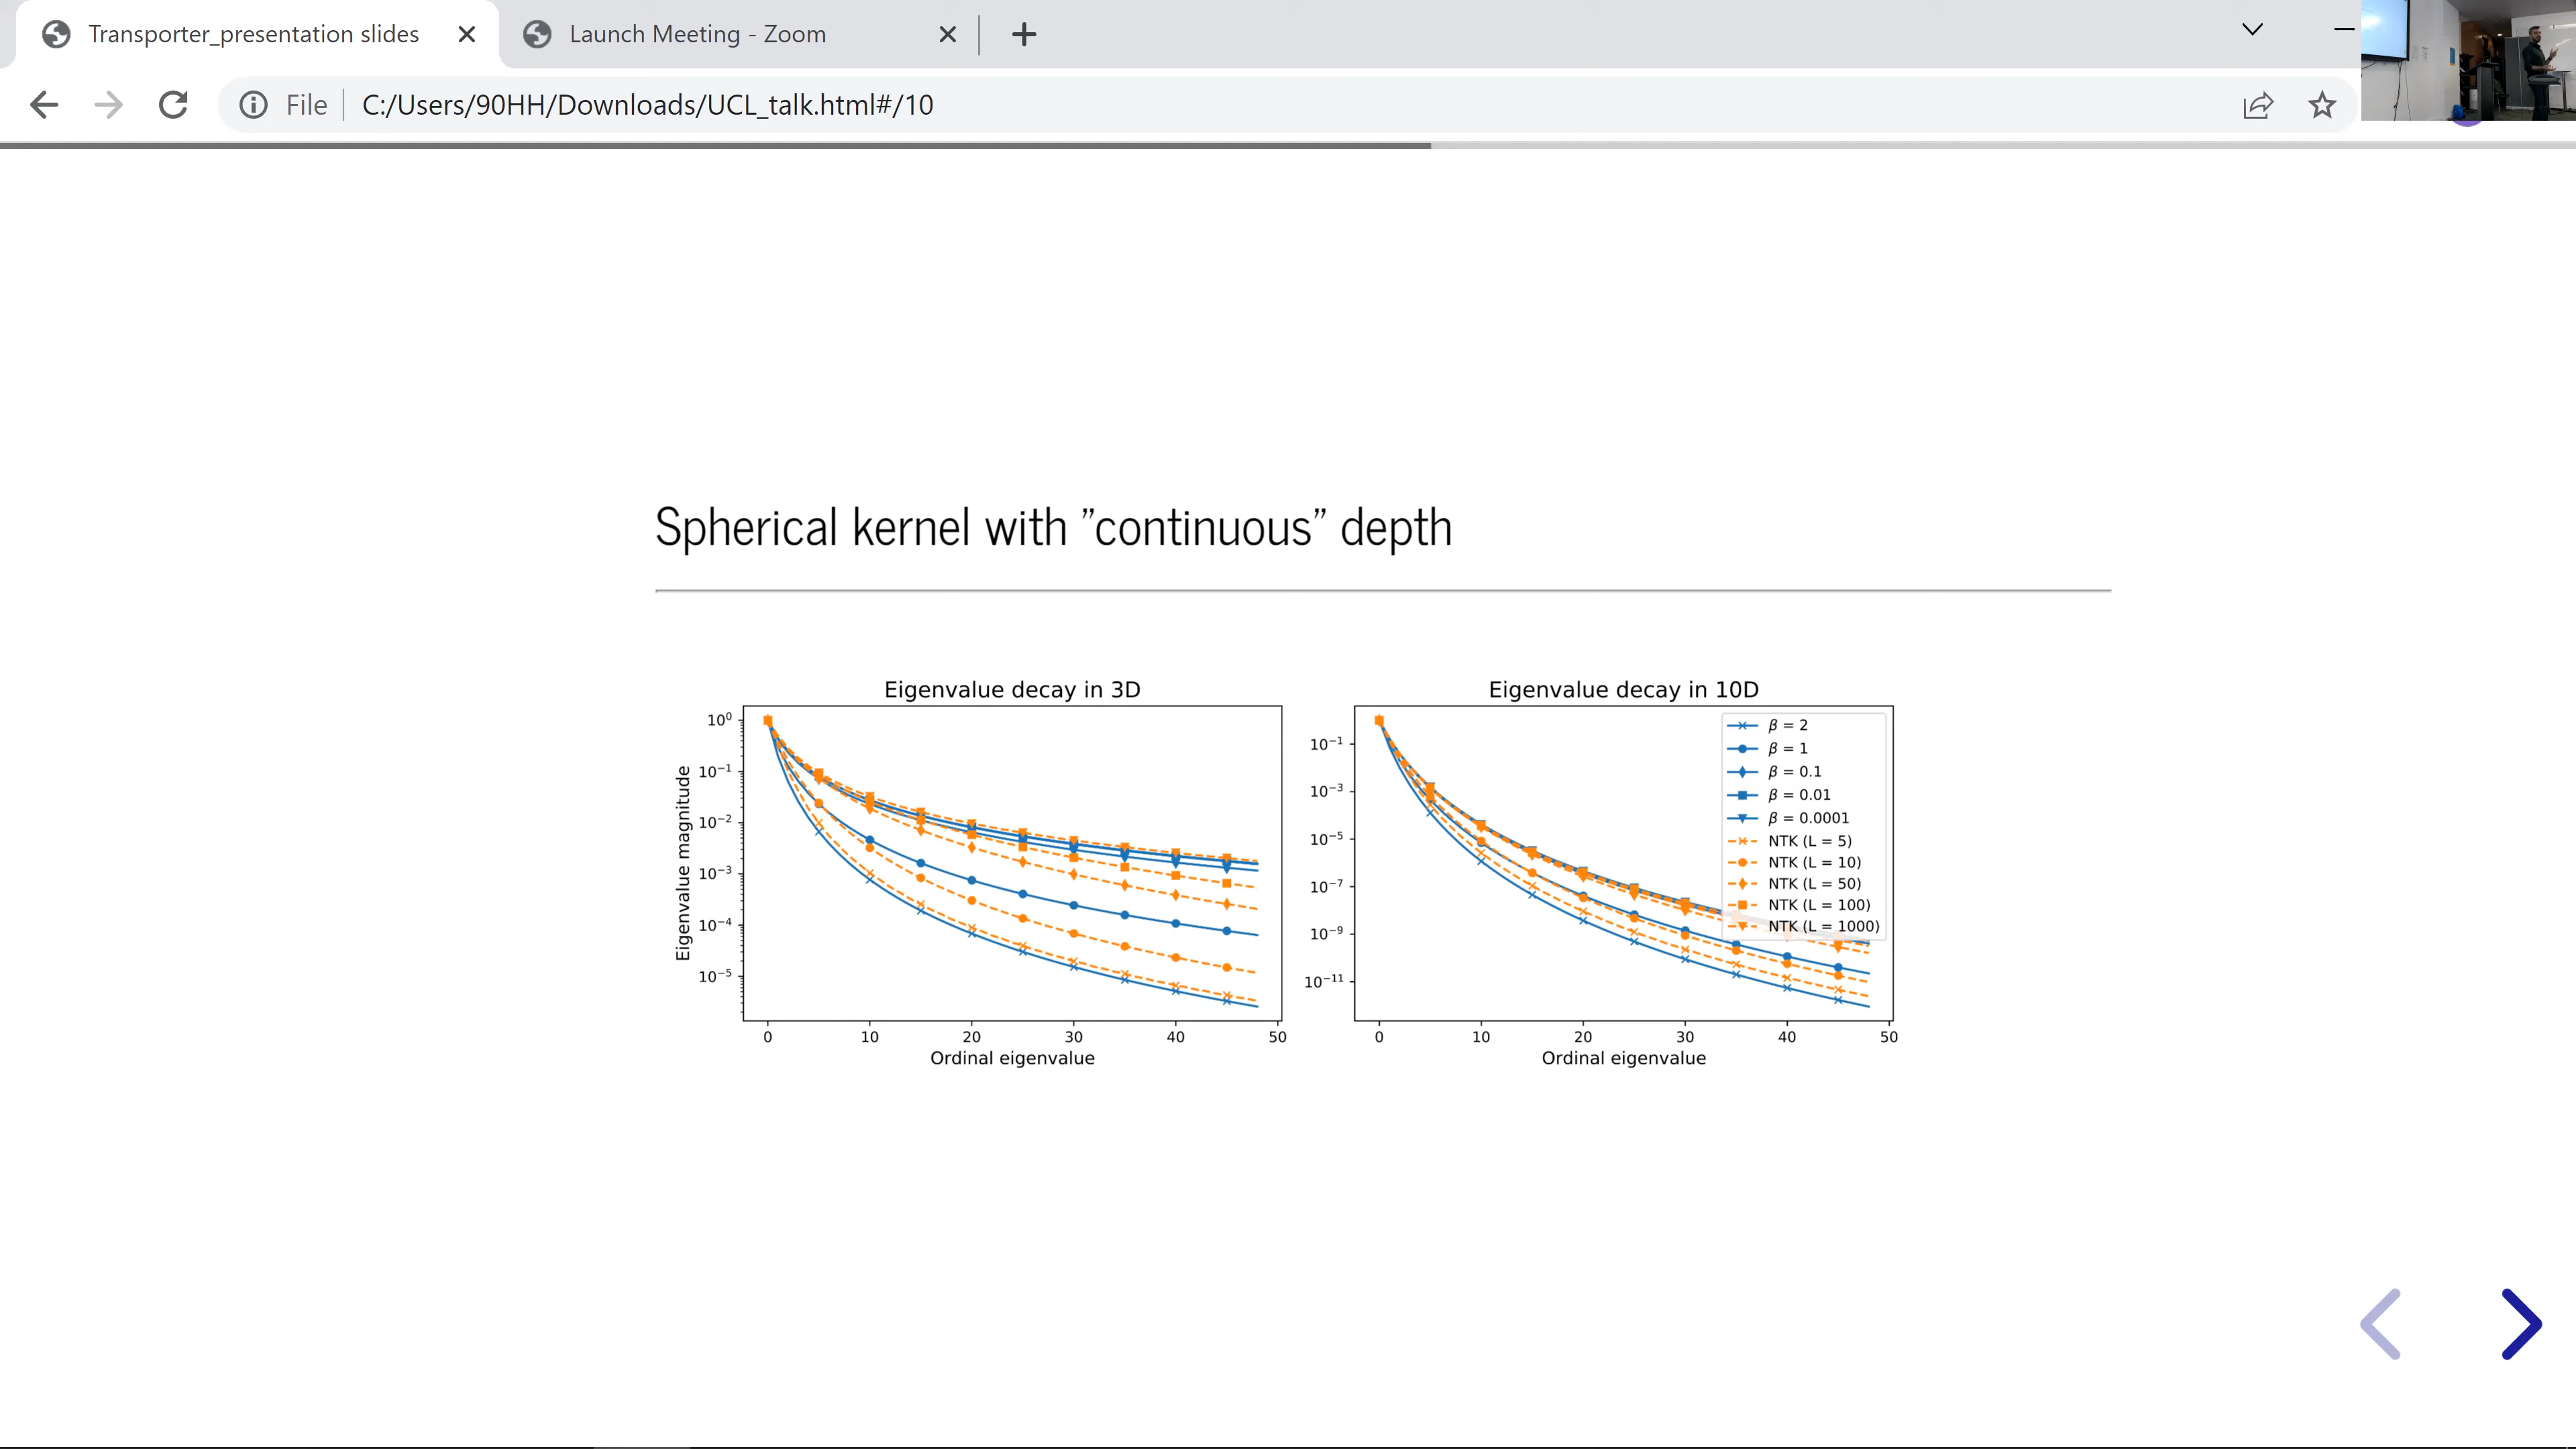 Transporter_presentation slides
Launch Meeting - Zoom
File
C:/Users/90HH/Downloads/UCL_talk.html#/10
Spherical kernel with ”continuous” depth
Eigenvalue decay in 3D
Eigenvalue magnitude
10⁰
10⁻¹
10⁻²
10⁻³
10⁻⁴
10⁻⁵
0 10 20 30 40 50
Ordinal eigenvalue
Eigenvalue decay in 10D
10⁻¹
10⁻³
10⁻⁵
10⁻⁷
10⁻⁹
10⁻¹¹
β = 2
β = 1
β = 0.1
β = 0.01
β = 0.0001
NTK (L = 5)
NTK (L = 10)
NTK (L = 50)
NTK (L = 100)
NTK (L = 1000)
0 10 20 30 40 50
Ordinal eigenvalue